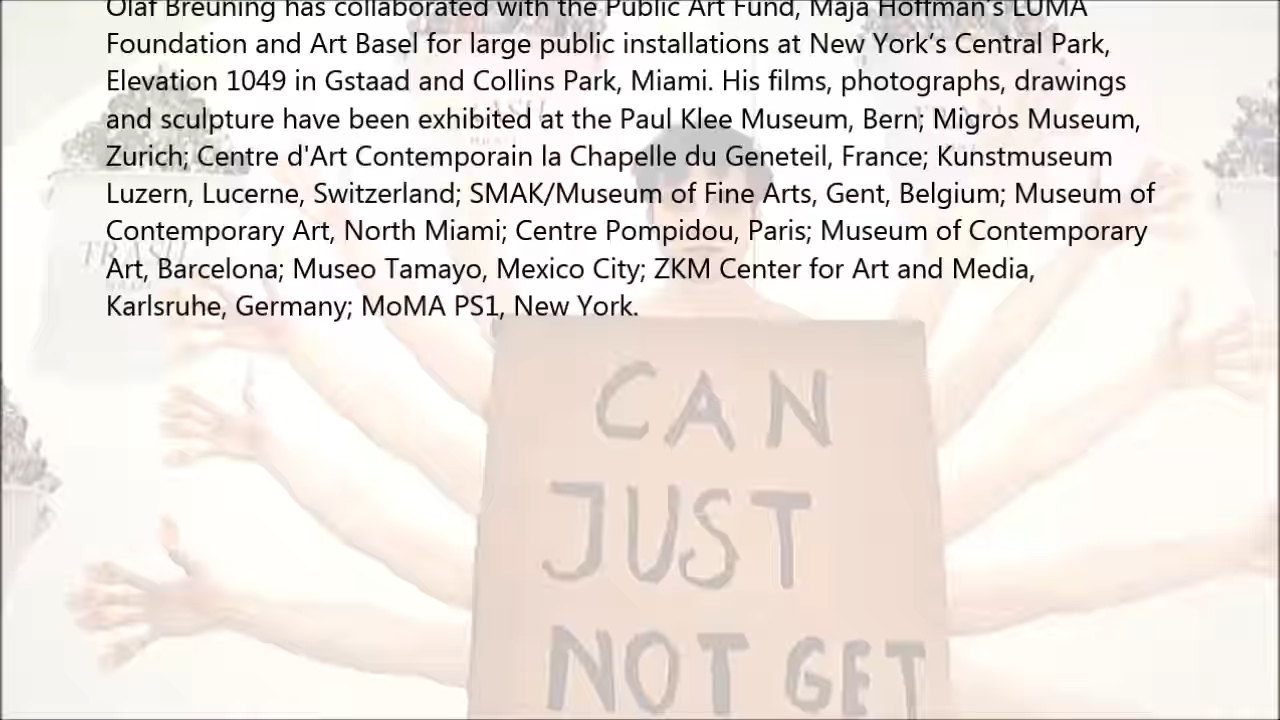 Olaf Breuning has collaborated with the Public Art Fund, Maja Hoffman's LUMA
Foundation and Art Basel for large public installations at New York's Central Park,
Elevation 1049 in Gstaad and Collins Park, Miami. His films, photographs, drawings
and sculpture have been exhibited at the Paul Klee Museum, Bern; Migros Museum,
Zurich; Centre d'Art Contemporain la Chapelle du Geneteil, France; Kunstmuseum
Luzern, Lucerne, Switzerland; SMAK/Museum of Fine Arts, Gent, Belgium; Museum of
Contemporary Art, North Miami; Centre Pompidou, Paris; Museum of Contemporary
Art, Barcelona; Museo Tamayo, Mexico City; ZKM Center for Art and Media,
Karlsruhe, Germany; MoMA PS1, New York.
TRASH
CAN
JUST
NOT GET